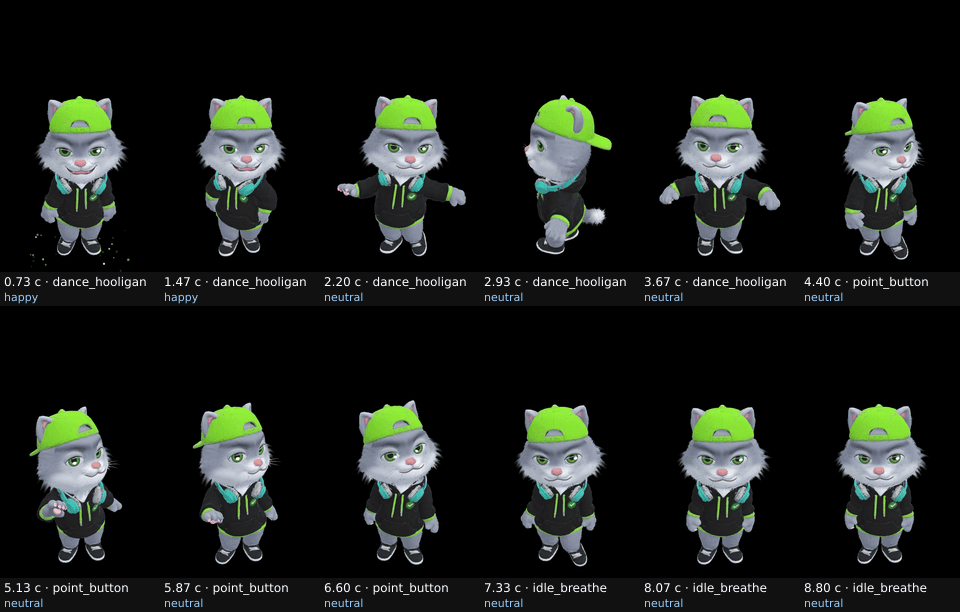 0.73 с · dance_hooligan
happy
1.47 с · dance_hooligan
happy
2.20 с · dance_hooligan
neutral
2.93 с · dance_hooligan
neutral
3.67 с · dance_hooligan
neutral
4.40 с · point_button
neutral
5.13 с · point_button
neutral
5.87 с · point_button
neutral
6.60 с · point_button
neutral
7.33 с · idle_breathe
neutral
8.07 с · idle_breathe
neutral
8.80 с · idle_breathe
neutral